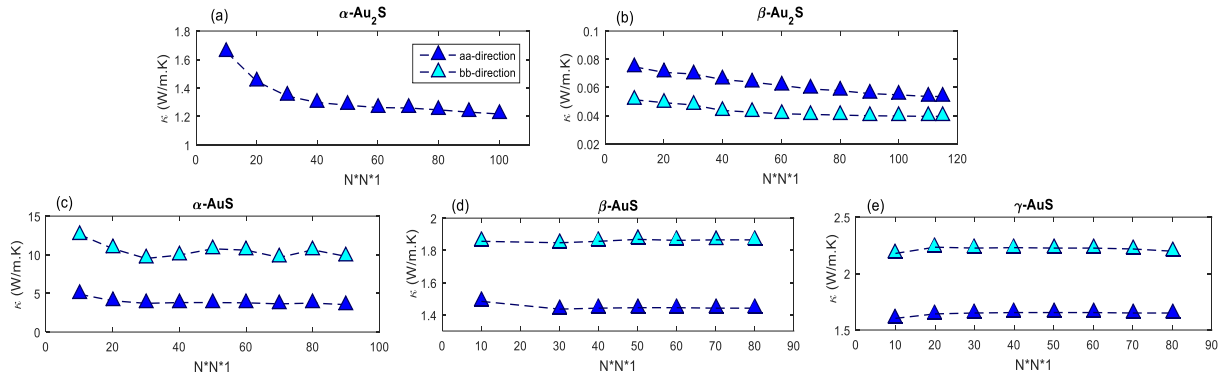 (a)
α-Au2S
κ (W/m.K)
1.8
1.6
1.4
1.2
1
0
20
40
60
80
100
N*N*1
aa-direction
bb-direction
(b)
β-Au2S
κ (W/m.K)
0.1
0.08
0.06
0.04
0.02
0
20
40
60
80
100
120
N*N*1
(c)
α-AuS
κ (W/m.K)
15
10
5
0
0
20
40
60
80
100
N*N*1
(d)
β-AuS
κ (W/m.K)
2
1.8
1.6
1.4
0
10
20
30
40
50
60
70
80
90
N*N*1
(e)
γ-AuS
κ (W/m.K)
2.5
2
1.5
0
10
20
30
40
50
60
70
80
90
N*N*1